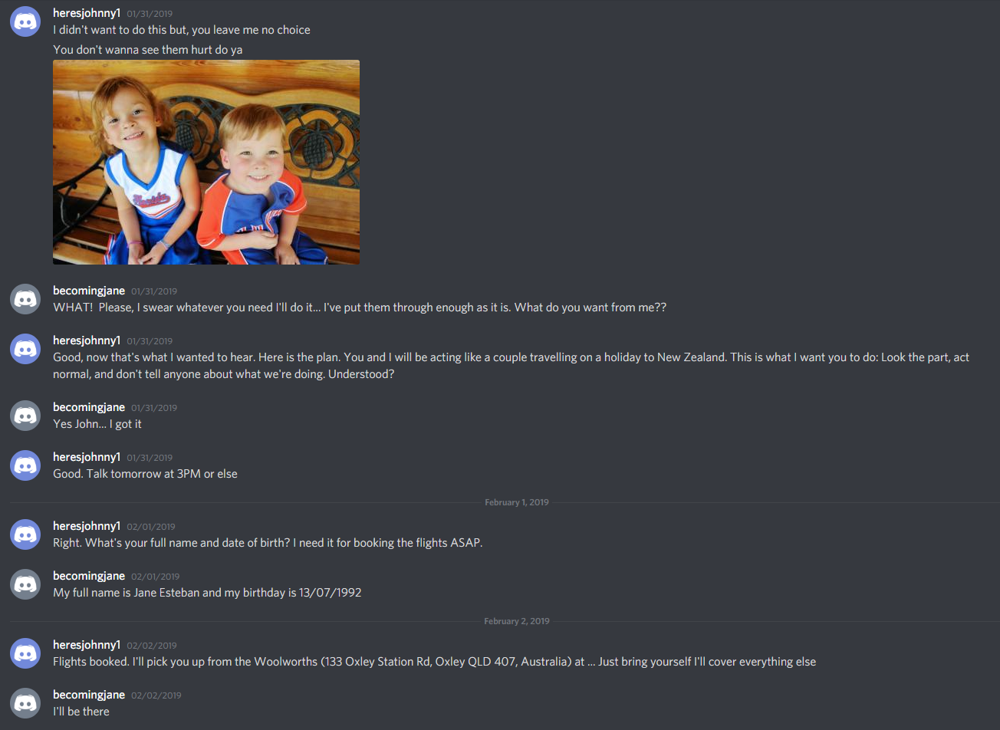 heresjohnny1 01/31/2019
I didn't want to do this but, you leave me no choice
You don't wanna see them hurt do ya
becomingjane 01/31/2019
WHAT! Please, I swear whatever you need I'll do it... I've put them through enough as it is. What do you want from me??
heresjohnny1 01/31/2019
Good, now that's what I wanted to hear. Here is the plan. You and I will be acting like a couple travelling on a holiday to New Zealand. This is what I want you to do: Look the part, act
normal, and don't tell anyone about what we're doing. Understood?
becomingjane 01/31/2019
Yes John... I got it
heresjohnny1 01/31/2019
Good. Talk tomorrow at 3PM or else
February 1, 2019
heresjohnny1 02/01/2019
Right. What's your full name and date of birth? I need it for booking the flights ASAP.
becomingjane 02/01/2019
My full name is Jane Esteban and my birthday is 13/07/1992
February 2, 2019
heresjohnny1 02/02/2019
Flights booked. I'll pick you up from the Woolworths (133 Oxley Station Rd, Oxley QLD 407, Australia) at ... Just bring yourself I'll cover everything else
becomingjane 02/02/2019
I'll be there